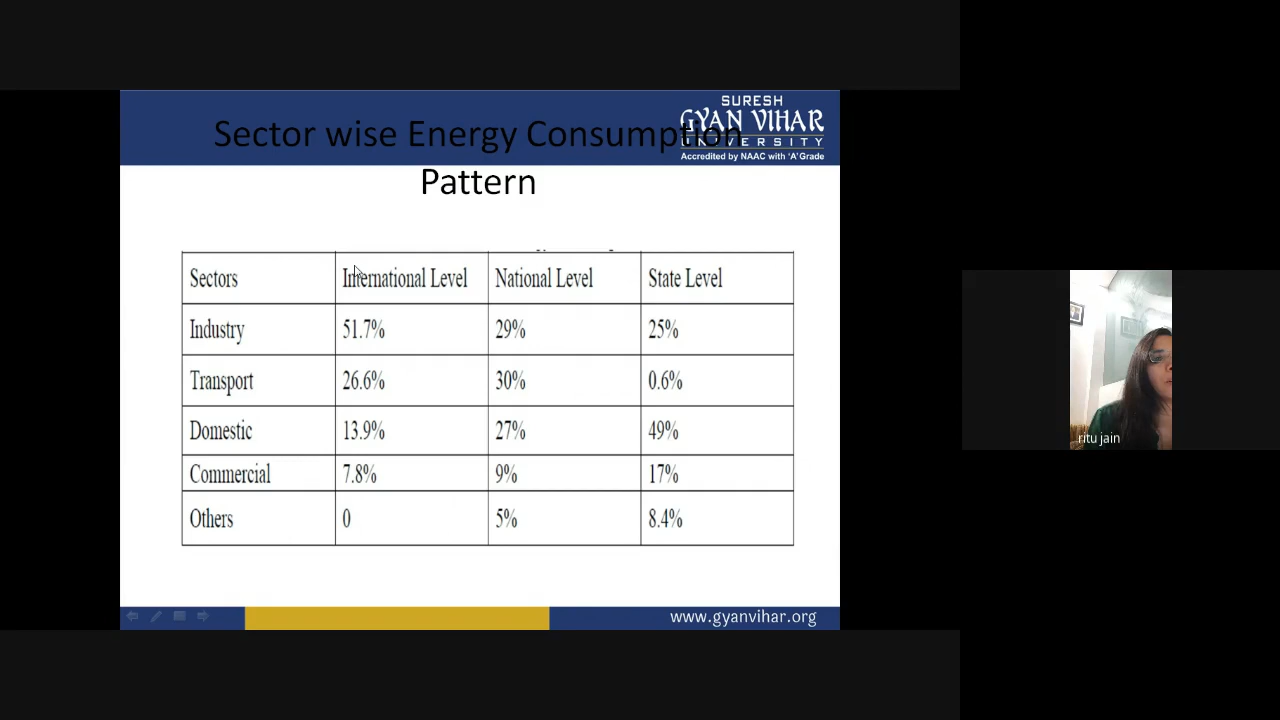 SURESH
GYAN VIHAR
UNIVERSITY
Accredited by NAAC with 'A' Grade
Sector wise Energy Consumption
Pattern
Sectors International Level National Level State Level
Industry 51.7% 29% 25%
Transport 26.6% 30% 0.6%
Domestic 13.9% 27% 49%
Commercial 7.8% 9% 17%
Others 0 5% 8.4%
www.gyanvihar.org
ritu jain